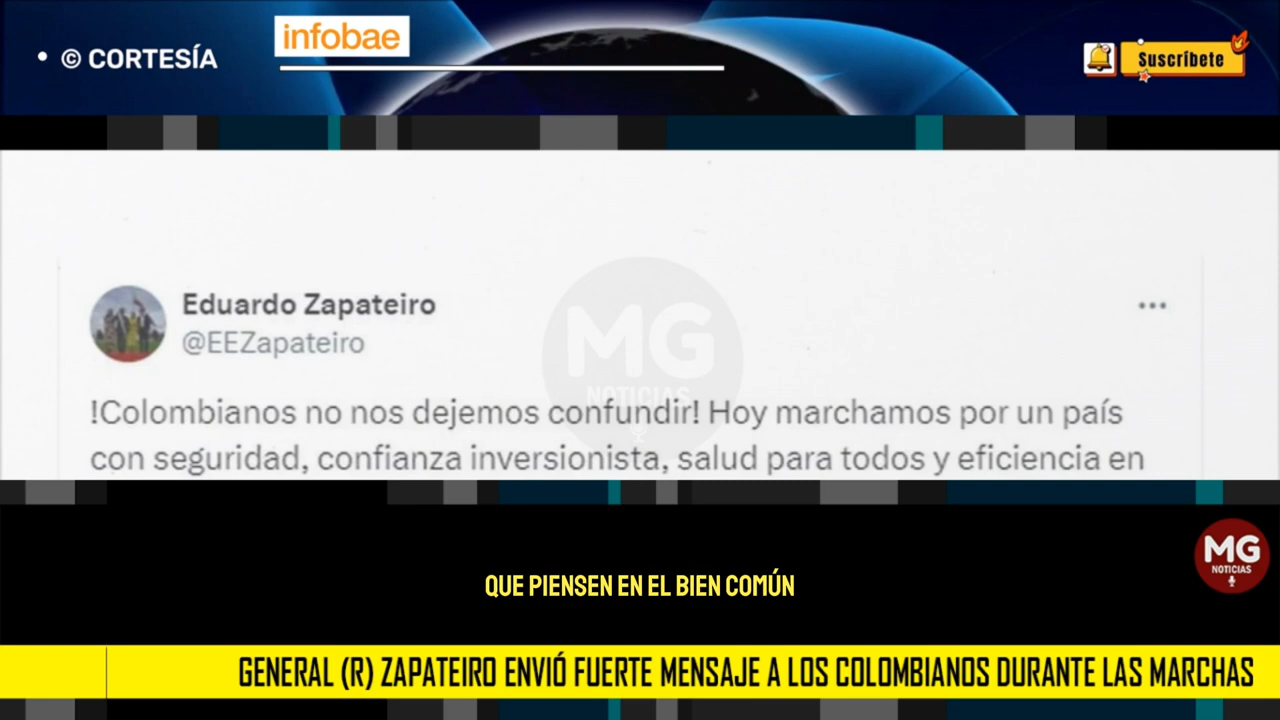 • © CORTESÍA
infobae
Suscríbete
Eduardo Zapateiro
@EEZapateiro
!Colombianos no nos dejemos confundir! Hoy marchamos por un país
con seguridad, confianza inversionista, salud para todos y eficiencia en
MG
NOTICIAS
QUE PIENSEN EN EL BIEN COMÚN
MG
NOTICIAS
GENERAL (R) ZAPATEIRO ENVIÓ FUERTE MENSAJE A LOS COLOMBIANOS DURANTE LAS MARCHAS